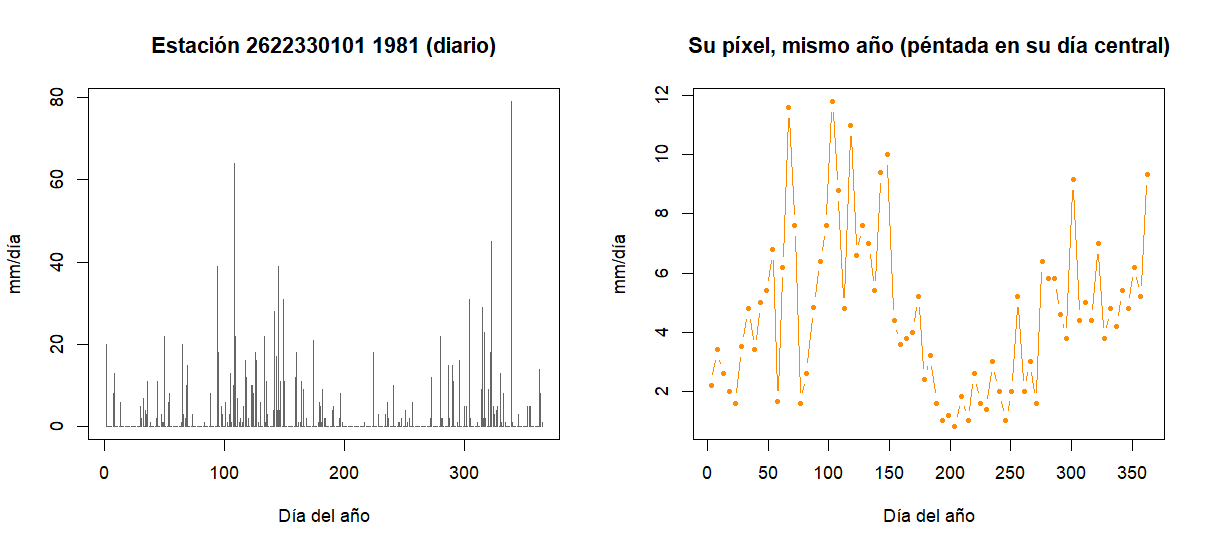 Estación 2622330101 1981 (diario)
mm/día
80
60
40
20
0
0 100 200 300
Día del año
Su píxel, mismo año (péntada en su día central)
mm/día
12
10
8
6
4
2
0 50 100 150 200 250 300 350
Día del año